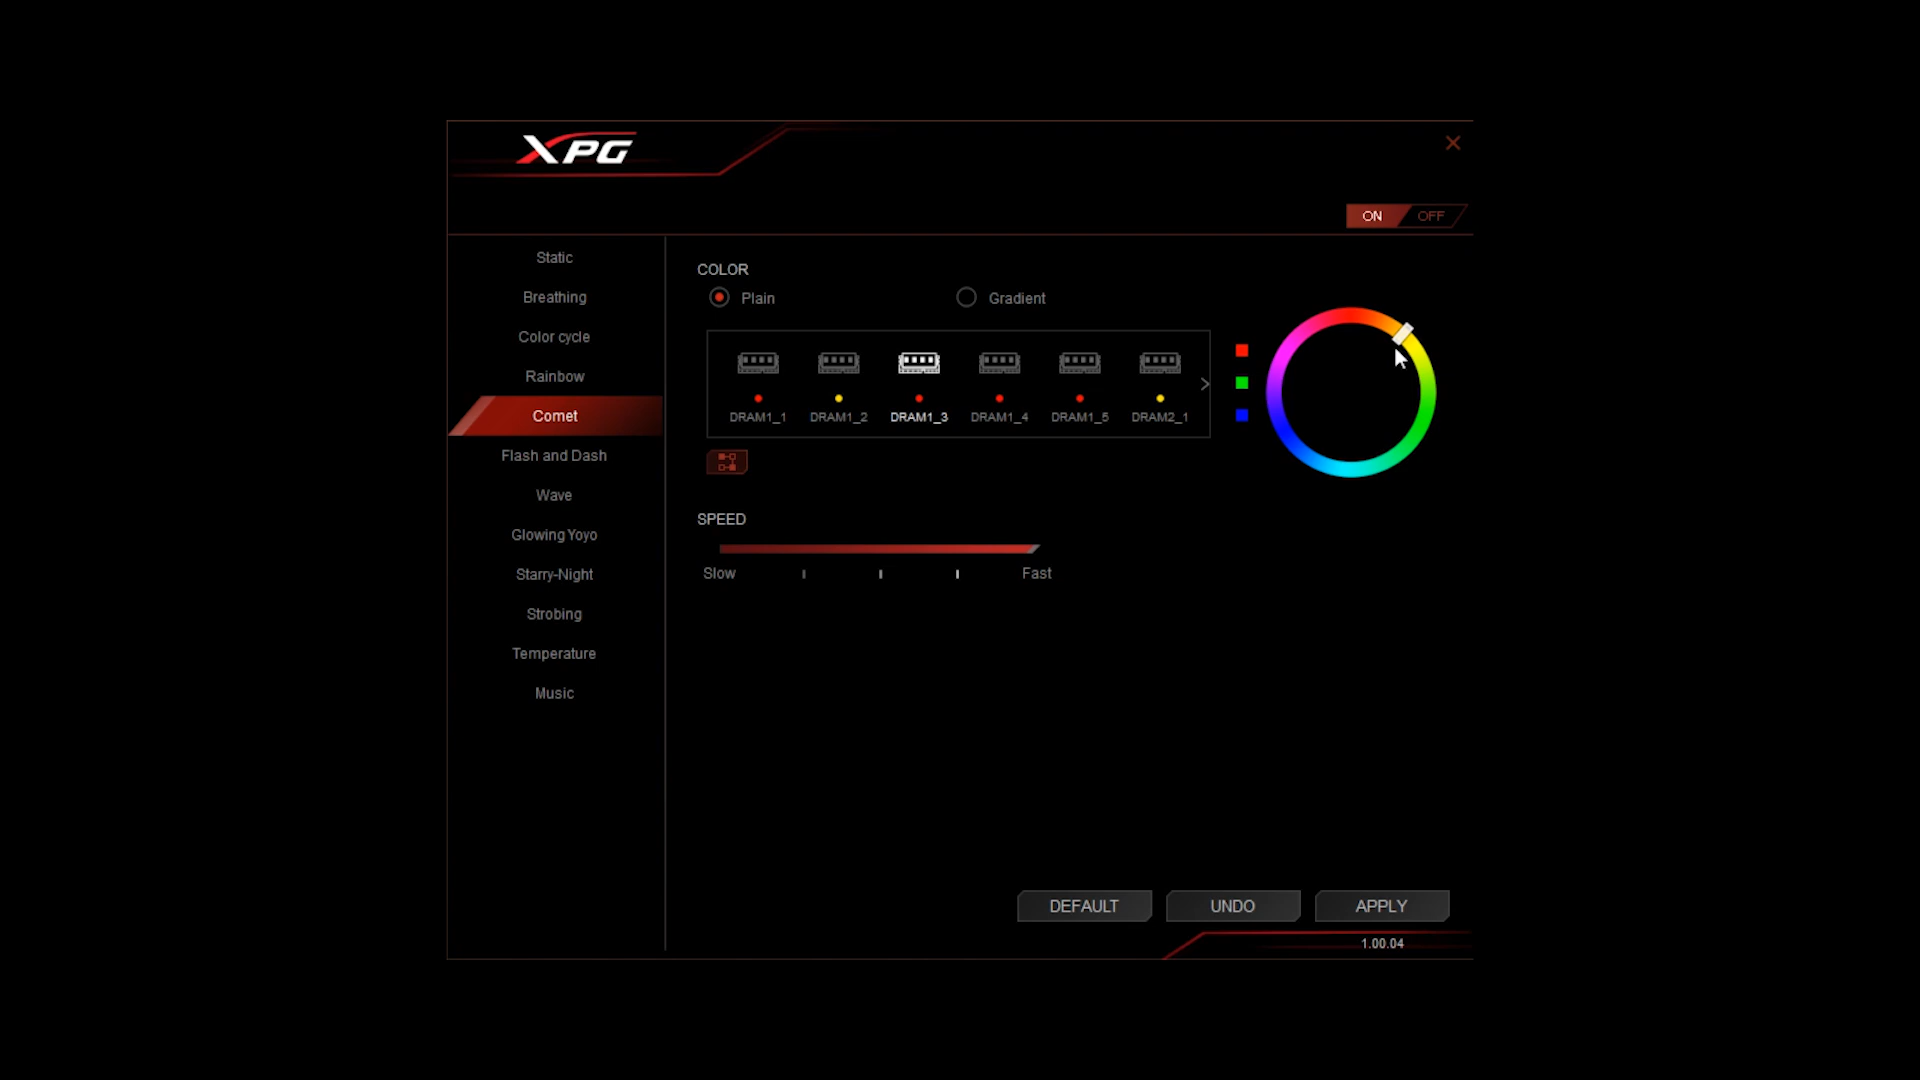 XPG
ON OFF
Static
Breathing
Color cycle
Rainbow
Comet
Flash and Dash
Wave
Glowing Yoyo
Starry-Night
Strobing
Temperature
Music
COLOR
Plain Gradient
DRAM1_1 DRAM1_2 DRAM1_3 DRAM1_4 DRAM1_5 DRAM2_1
SPEED
Slow Fast
DEFAULT UNDO APPLY
1.00.04